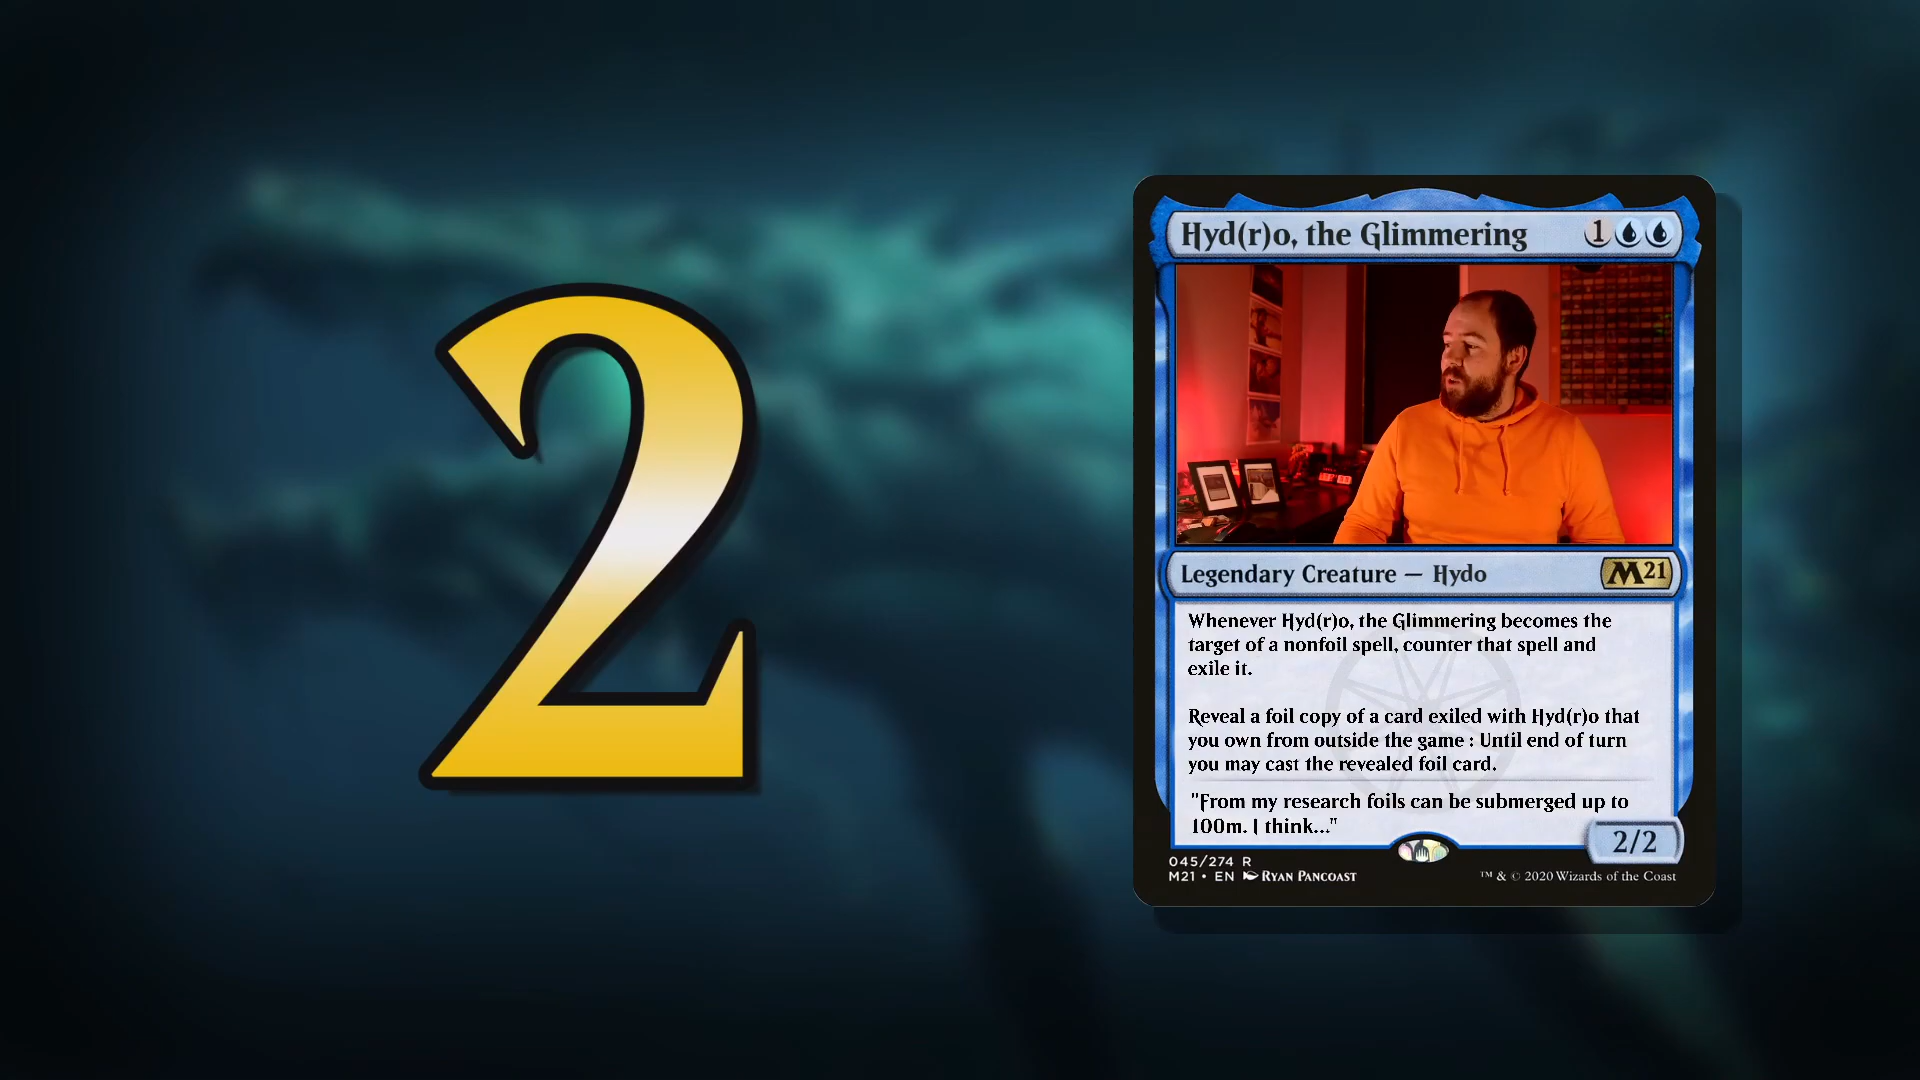 2
Hyd(r)o, the Glimmering 1
Legendary Creature — Hydo M21
Whenever Hyd(r)o, the Glimmering becomes the
target of a nonfoil spell, counter that spell and
exile it.
Reveal a foil copy of a card exiled with Hyd(r)o that
you own from outside the game : Until end of turn
you may cast the revealed foil card.
"From my research foils can be submerged up to
100m. I think..."
2/2
045/274 R
M21 • EN RYAN PANCOAST
™ & © 2020 Wizards of the Coast